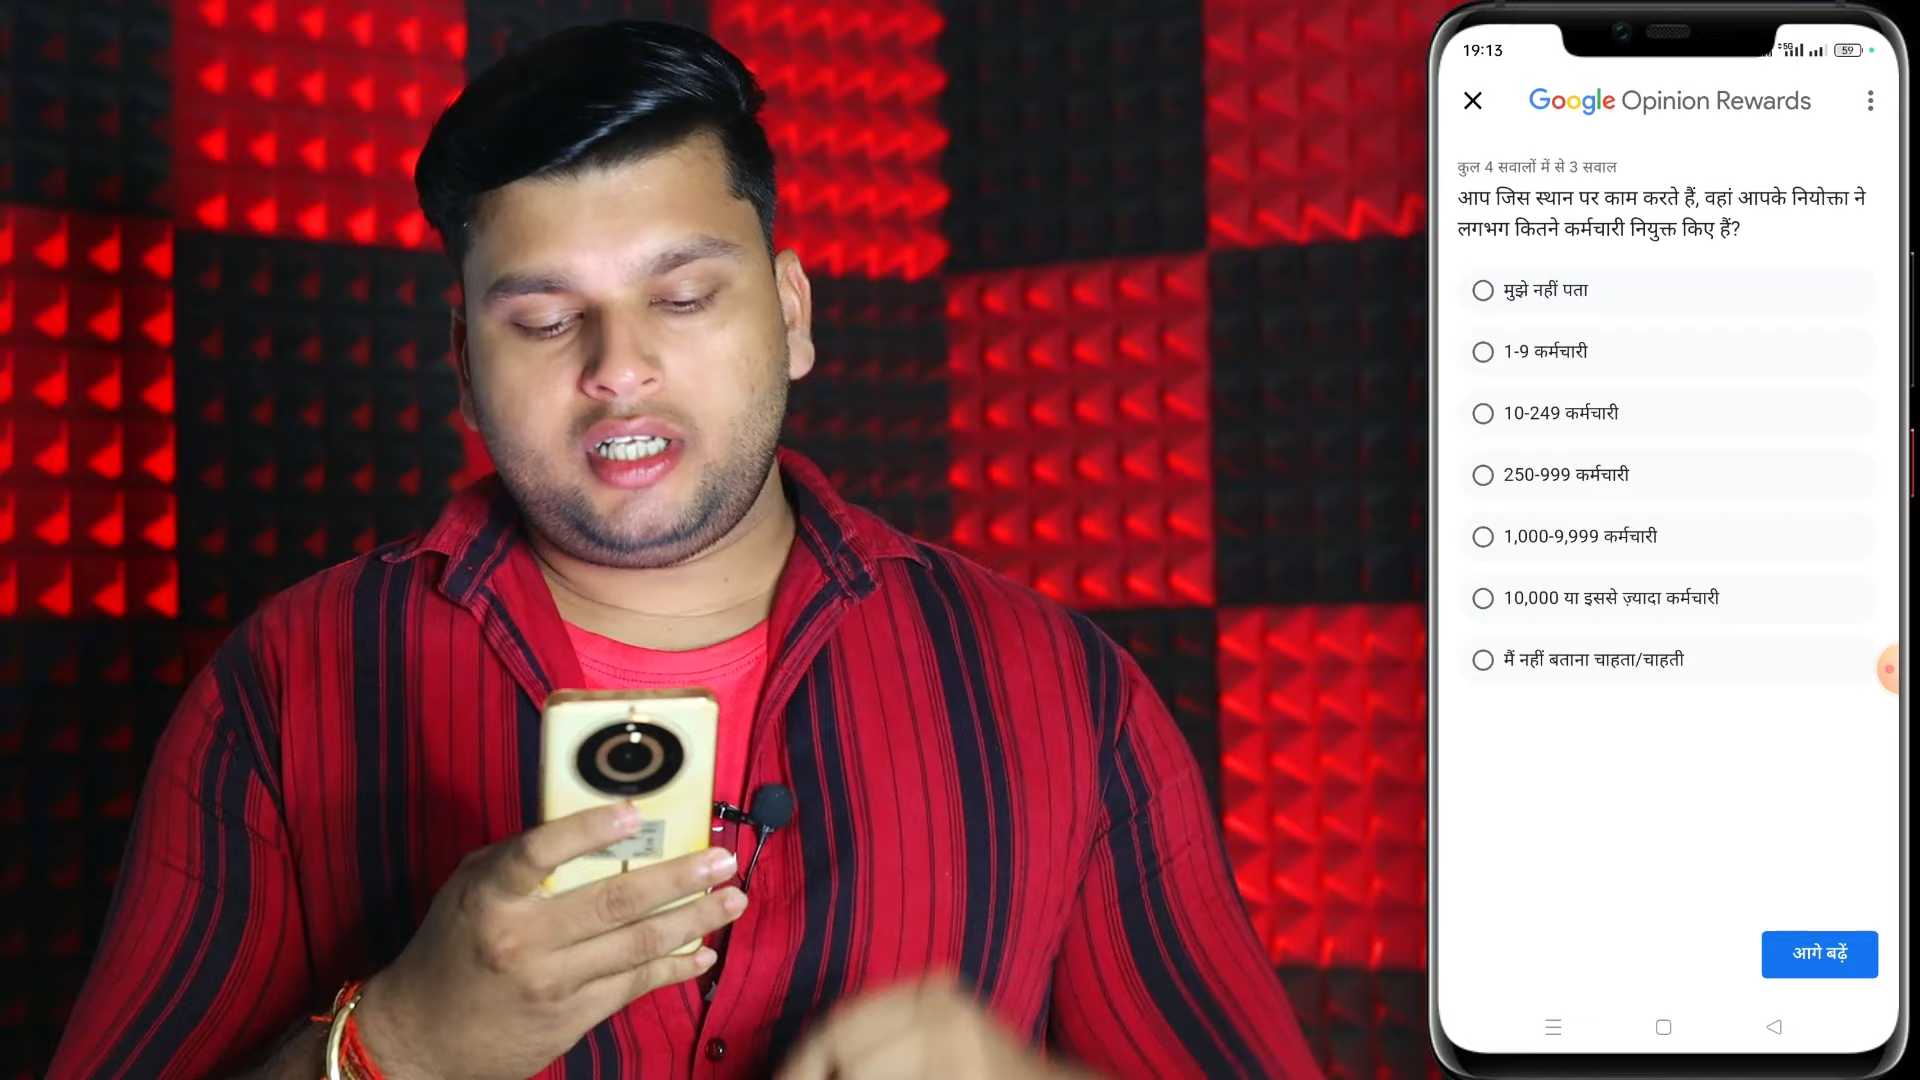 19:13
5G
59
Google Opinion Rewards
कुल 4 सवालों में से 3 सवाल
आप जिस स्थान पर काम करते हैं, वहां आपके नियोक्ता ने
लगभग कितने कर्मचारी नियुक्त किए हैं?
मुझे नहीं पता
1-9 कर्मचारी
10-249 कर्मचारी
250-999 कर्मचारी
1,000-9,999 कर्मचारी
10,000 या इससे ज़्यादा कर्मचारी
मैं नहीं बताना चाहता/चाहती
आगे बढ़ें